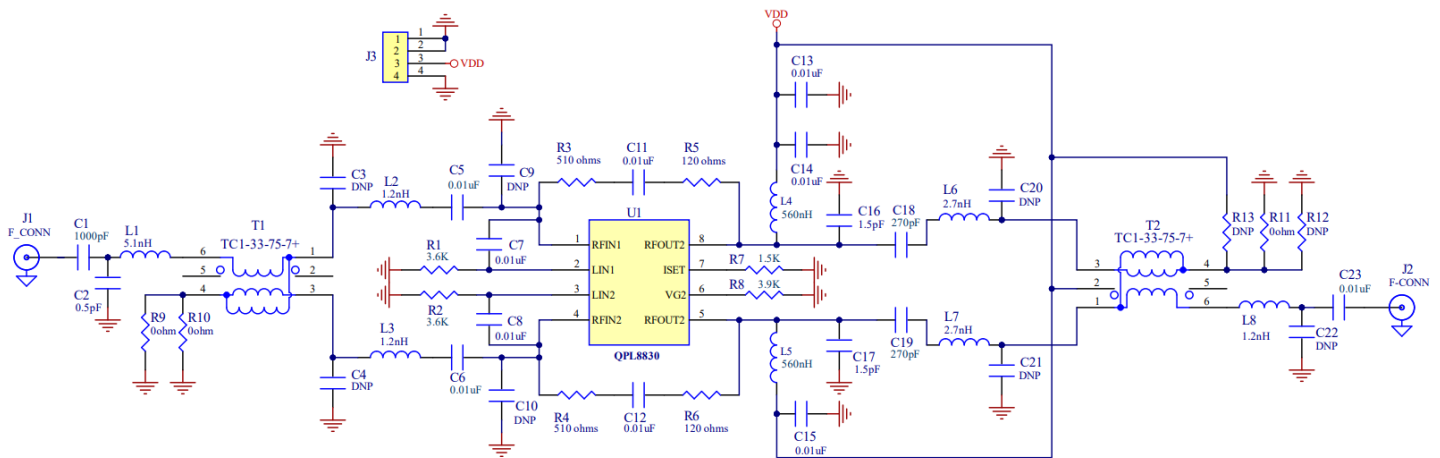 VDD
J3
1
2
3
4
1
2
3
4
VDD
J1
F_CONN
C1
1000pF
L1
5.1nH
C2
0.5pF
T1
TC1-33-75-7+
6
5
4
1
2
3
R9
0ohm
R10
0ohm
C3
DNP
L2
1.2nH
C5
0.01uF
C9
DNP
C4
DNP
L3
1.2nH
C6
0.01uF
C10
DNP
R3
510 ohms
C11
0.01uF
R5
120 ohms
C7
0.01uF
R1
3.6K
R2
3.6K
C8
0.01uF
U1
1
RFIN1
RFOUT2
8
2
LIN1
ISET
7
3
LIN2
VG2
6
4
RFIN2
RFOUT2
5
QPL8830
R4
510 ohms
C12
0.01uF
R6
120 ohms
R7
1.5K
R8
3.9K
C13
0.01uF
C14
0.01uF
L4
560nH
C16
1.5pF
C18
270pF
L6
2.7nH
C20
DNP
L5
560nH
C17
1.5pF
C19
270pF
L7
2.7nH
C21
DNP
C15
0.01uF
T2
TC1-33-75-7+
3
2
1
4
5
6
R13
DNP
R11
0ohm
R12
DNP
L8
1.2nH
C22
DNP
C23
0.01uF
J2
F-CONN